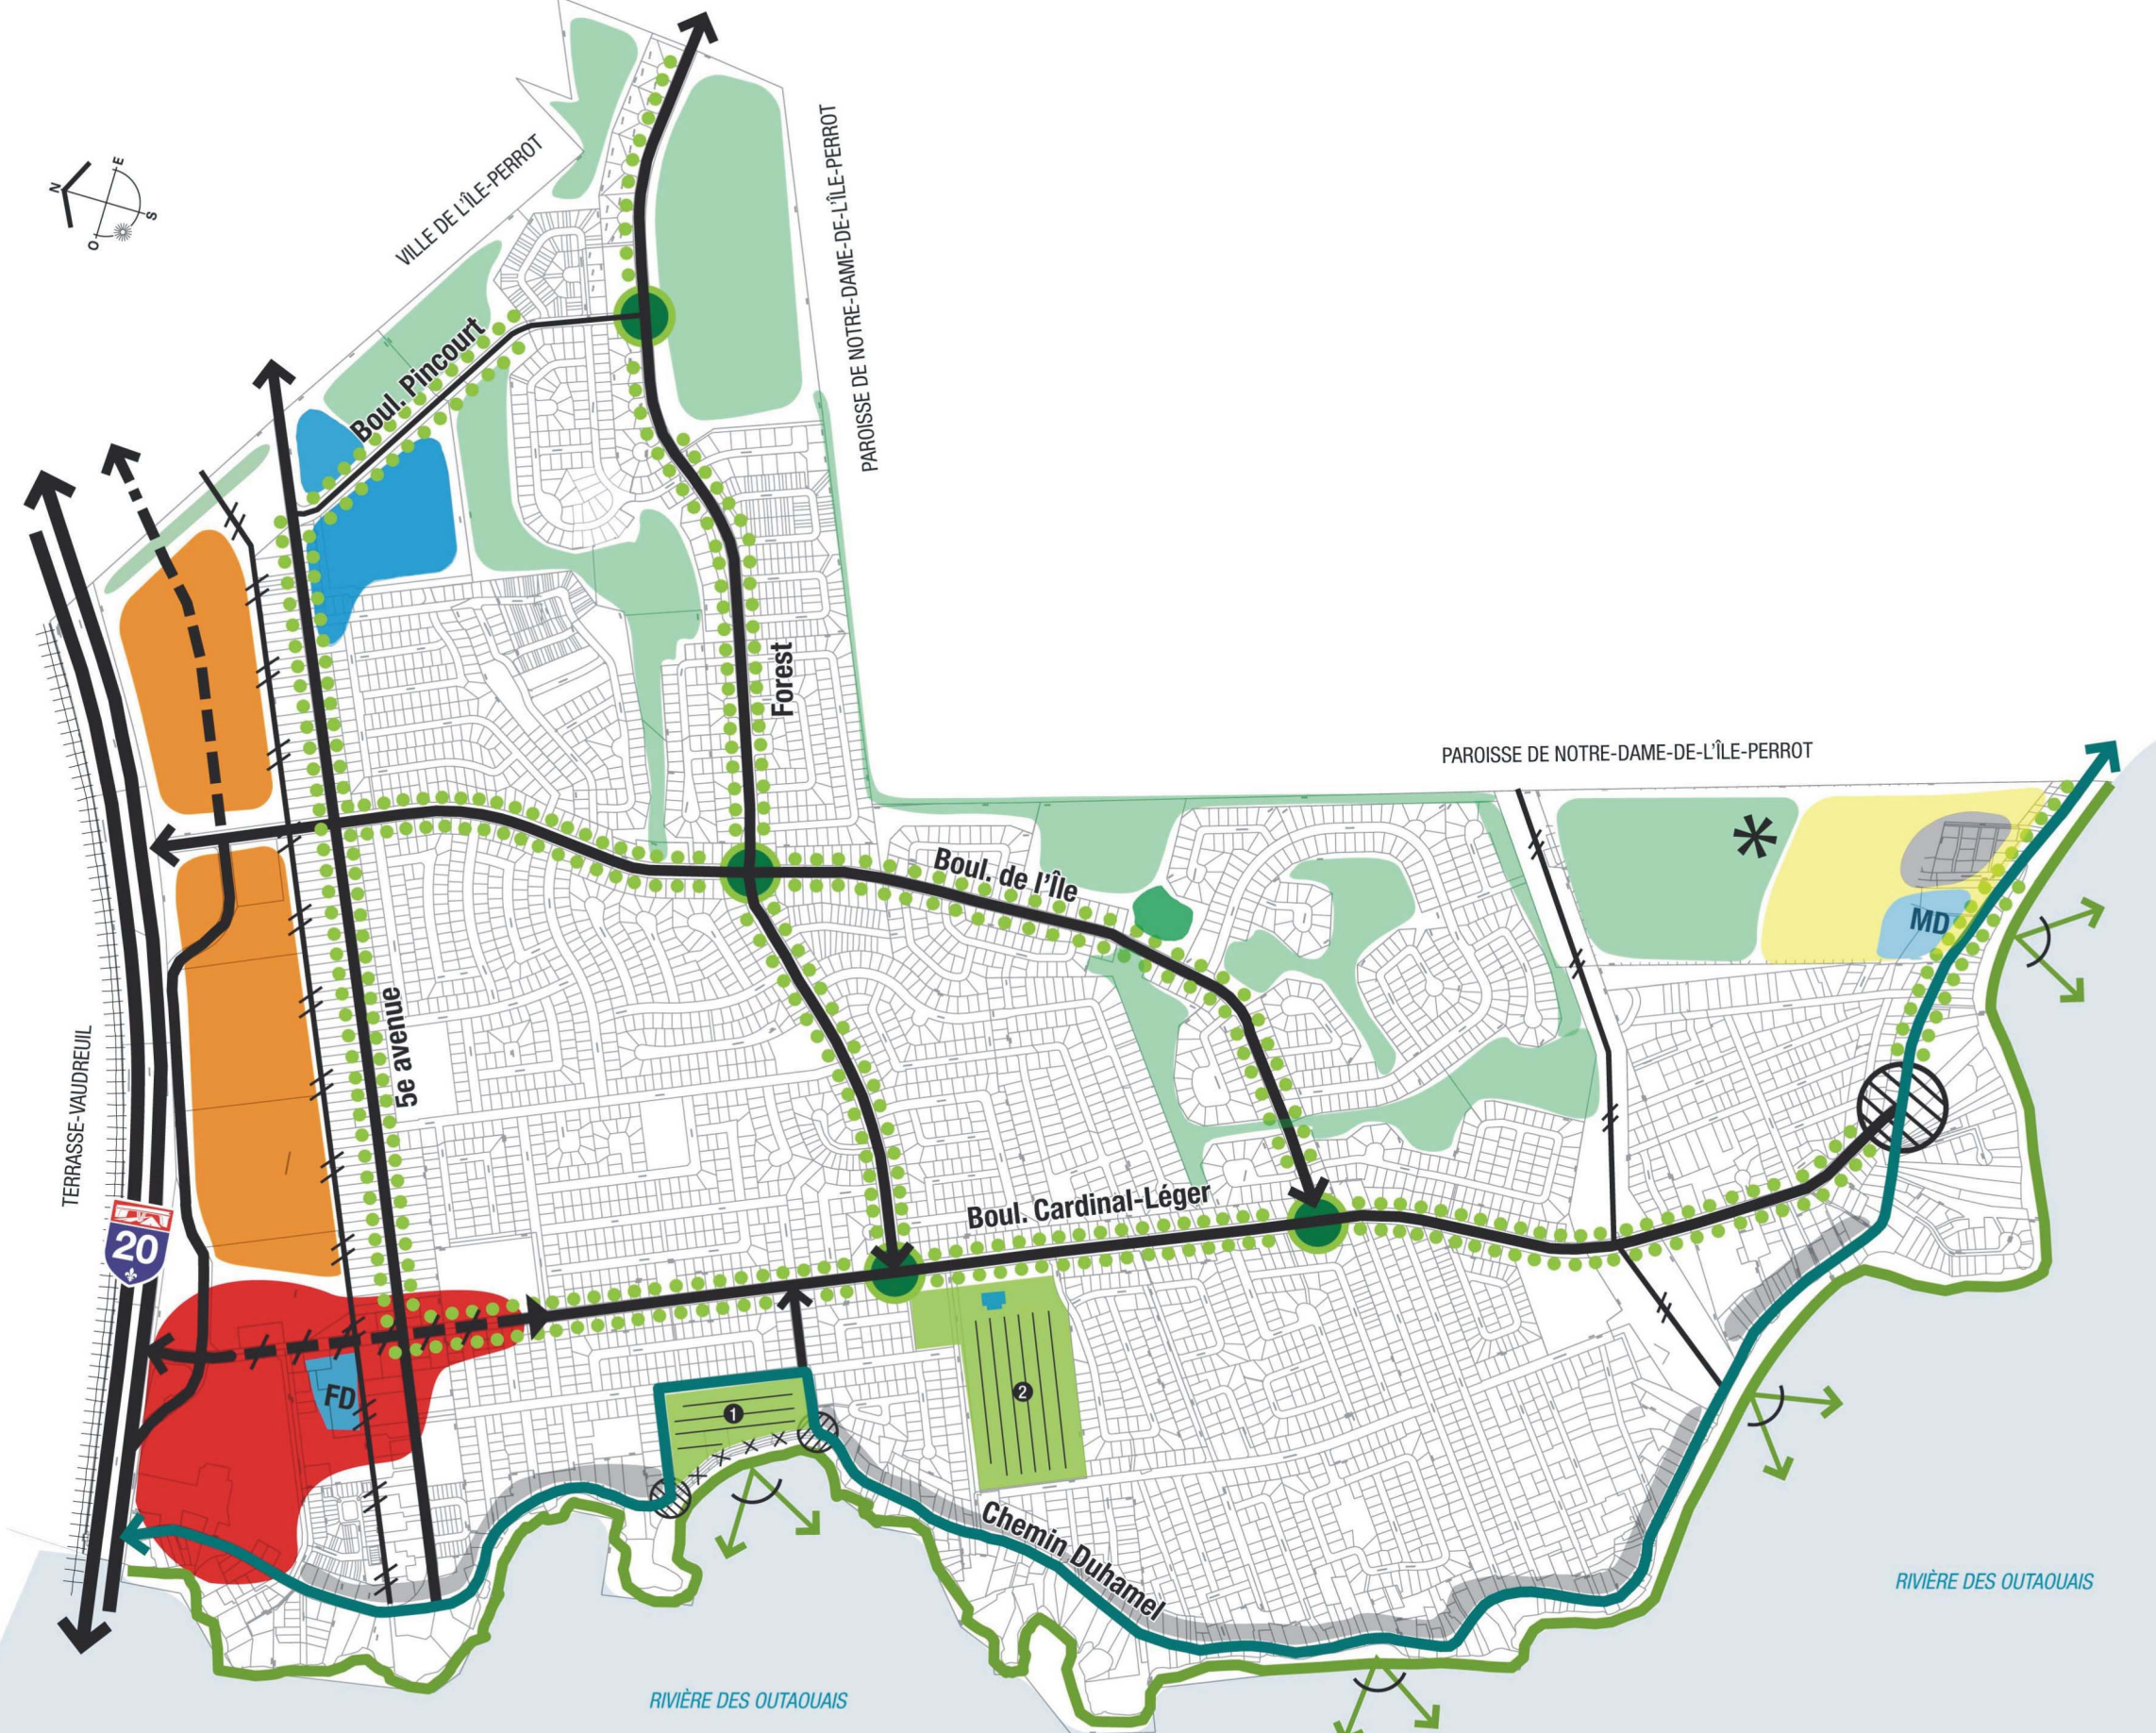 VILLE DE L'ÎLE-PERROT
PAROISSE DE NOTRE-DAME-DE-L'ÎLE-PERROT
N
E
S
O
Boul. Pincourt
Forest
PAROISSE DE NOTRE-DAME-DE-L'ÎLE-PERROT
Boul. de l'Île
MD
5e avenue
TERRASSE-VAUDREUIL
20
Boul. Cardinal-Léger
FD
1
2
Chemin Duhamel
RIVIÈRE DES OUTAOUAIS
RIVIÈRE DES OUTAOUAIS